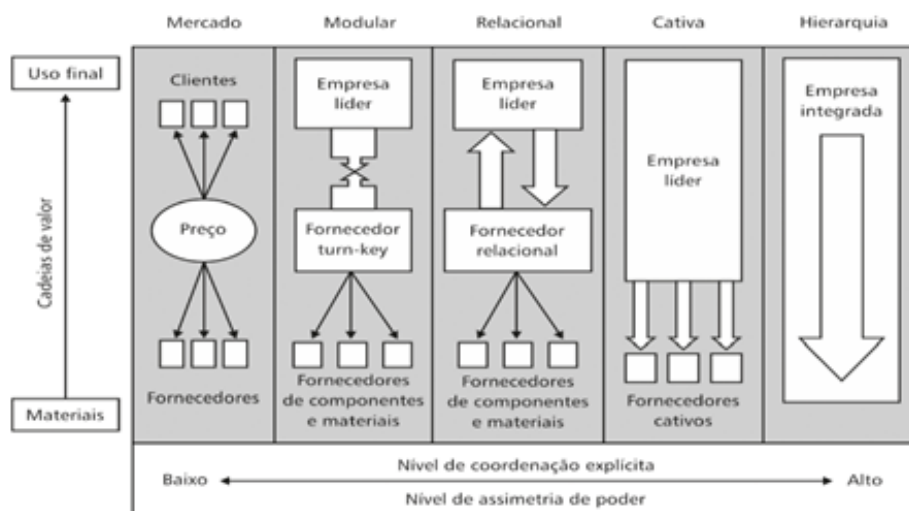 Mercado
Modular
Relacional
Cativa
Hierarquia
Uso final
Cadeias de valor
Materiais
Clientes
Preço
Fornecedores
Empresa
líder
Fornecedor
turn-key
Fornecedores
de componentes
e materiais
Empresa
líder
Fornecedor
relacional
Fornecedores
de componentes
e materiais
Empresa
líder
Fornecedores
cativos
Empresa
integrada
Nível de coordenação explícita
Baixo
Alto
Nível de assimetria de poder